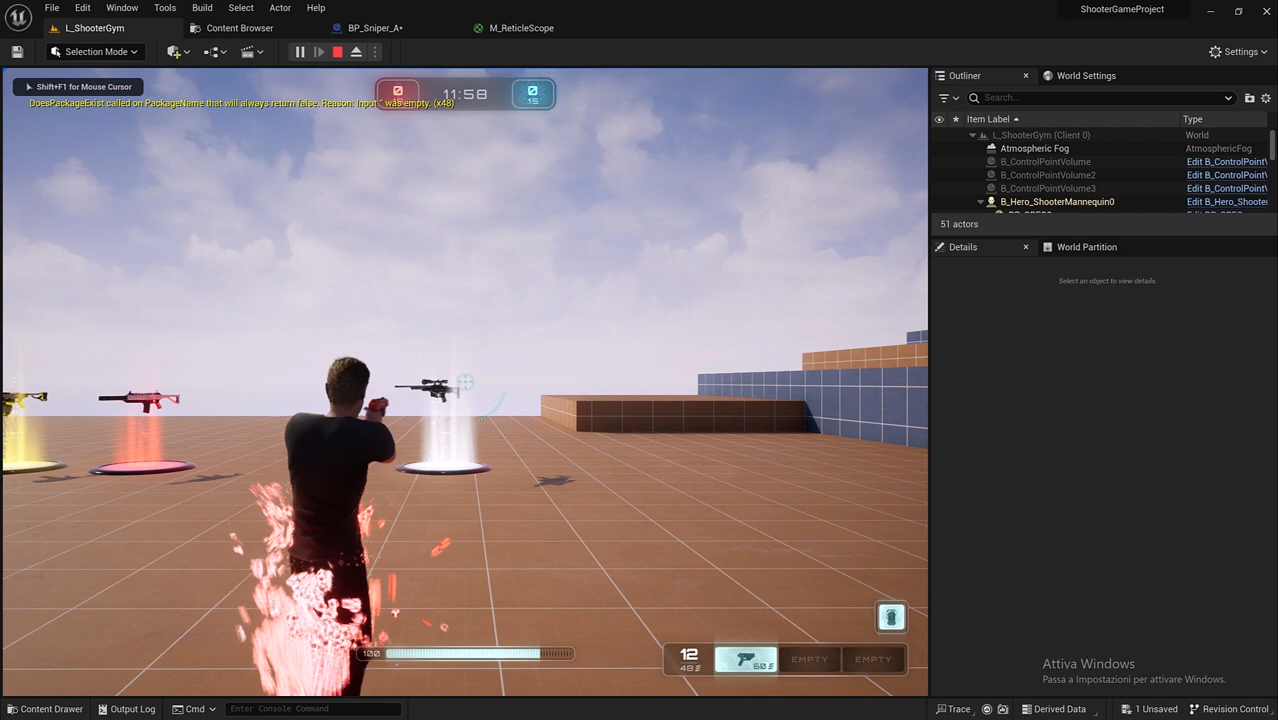 File Edit Window Tools Build Select Actor Help
ShooterGameProject
L_ShooterGym
Content Browser
BP_Sniper_A*
M_ReticleScope
Selection Mode
Settings
Shift+F1 for Mouse Cursor
DoesPackageExist called on PackageName that will always return false. Reason: Input '' was empty. (x48)
0
11:58
0
15
15
Outliner
World Settings
Search...
Item Label
Type
L_ShooterGym (Client 0)
World
Atmospheric Fog
AtmosphericFog
B_ControlPointVolume
Edit B_ControlPoint
B_ControlPointVolume2
Edit B_ControlPoint
B_ControlPointVolume3
Edit B_ControlPoint
B_Hero_ShooterMannequin0
Edit B_Hero_Shooter
51 actors
Details
World Partition
Select an object to view details.
100
12
48
60
EMPTY
EMPTY
Attiva Windows
Passa a Impostazioni per attivare Windows.
Content Drawer
Output Log
Cmd
Enter Console Command
Trace
Derived Data
1 Unsaved
Revision Control